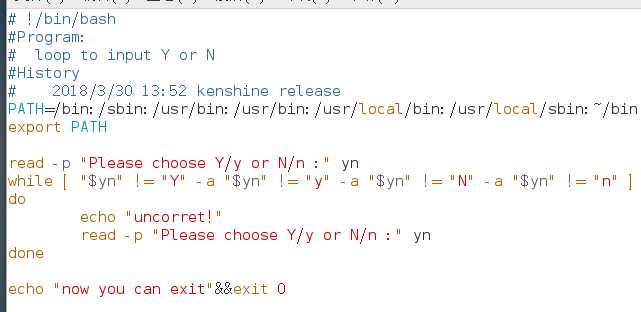 # !/bin/bash
#Program:
#  loop to input Y or N
#History
#    2018/3/30 13:52 kenshine release
PATH=/bin:/sbin:/usr/bin:/usr/bin:/usr/local/bin:/usr/local/sbin:~/bin
export PATH
read -p "Please choose Y/y or N/n :" yn
while [ "$yn" != "Y" -a "$yn" != "y" -a "$yn" != "N" -a "$yn" != "n" ]
do
        echo "uncorret!"
        read -p "Please choose Y/y or N/n :" yn
done
echo "now you can exit"&&exit 0